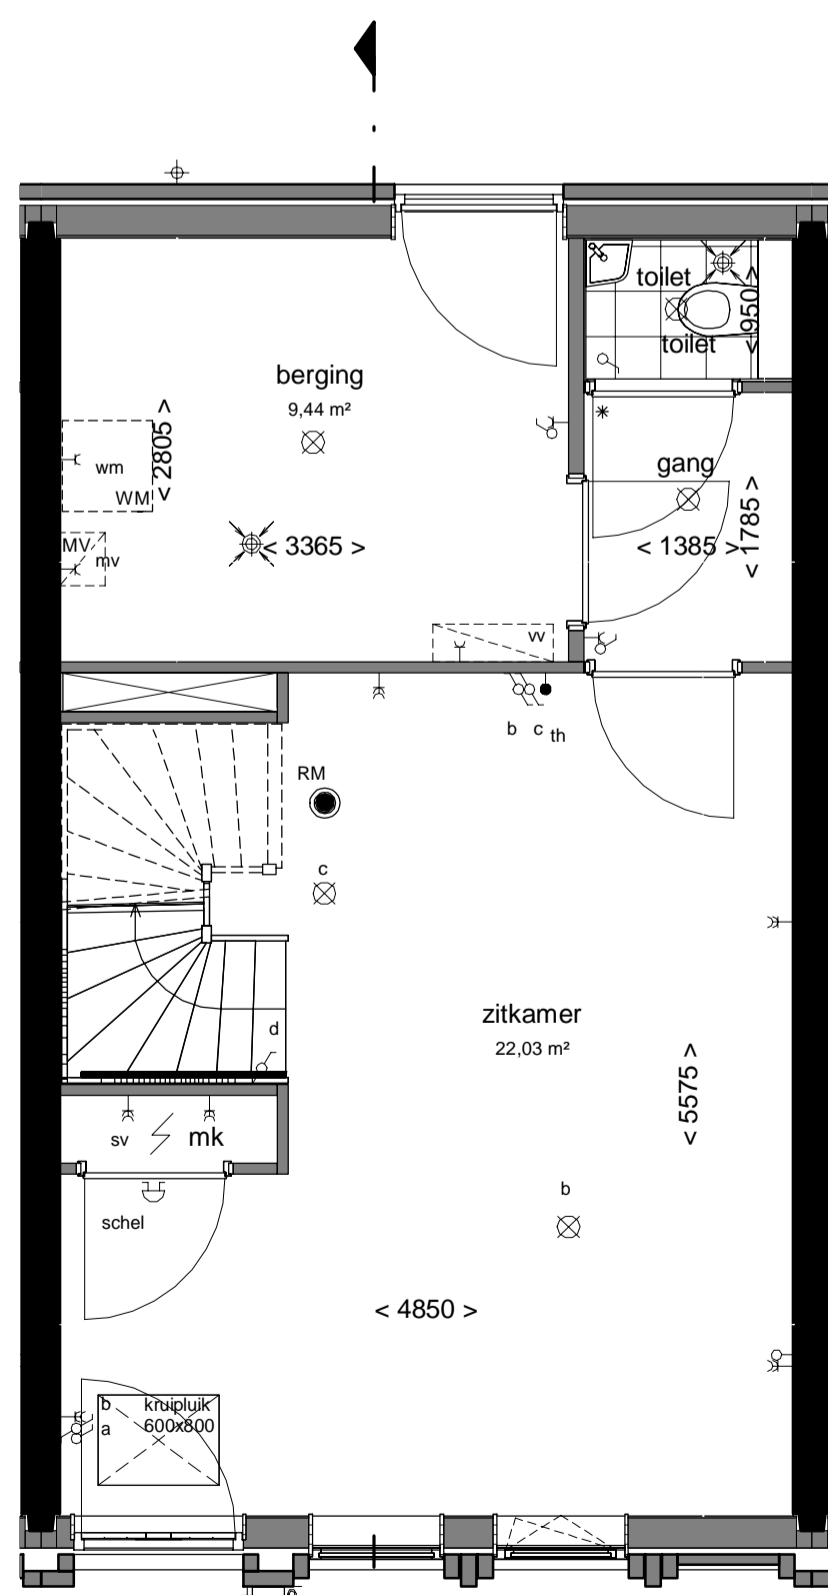 toilet
< 950 >
toilet
berging
9,44 m²
< 2805 >
wm
WM
gang
MV
mv
< 3365 >
< 1385 >
< 1785 >
vv
b c th
RM
c
zitkamer
22,03 m²
d
< 5575 >
sv
mk
b
schel
< 4850 >
b
kruipluik
a
600x800